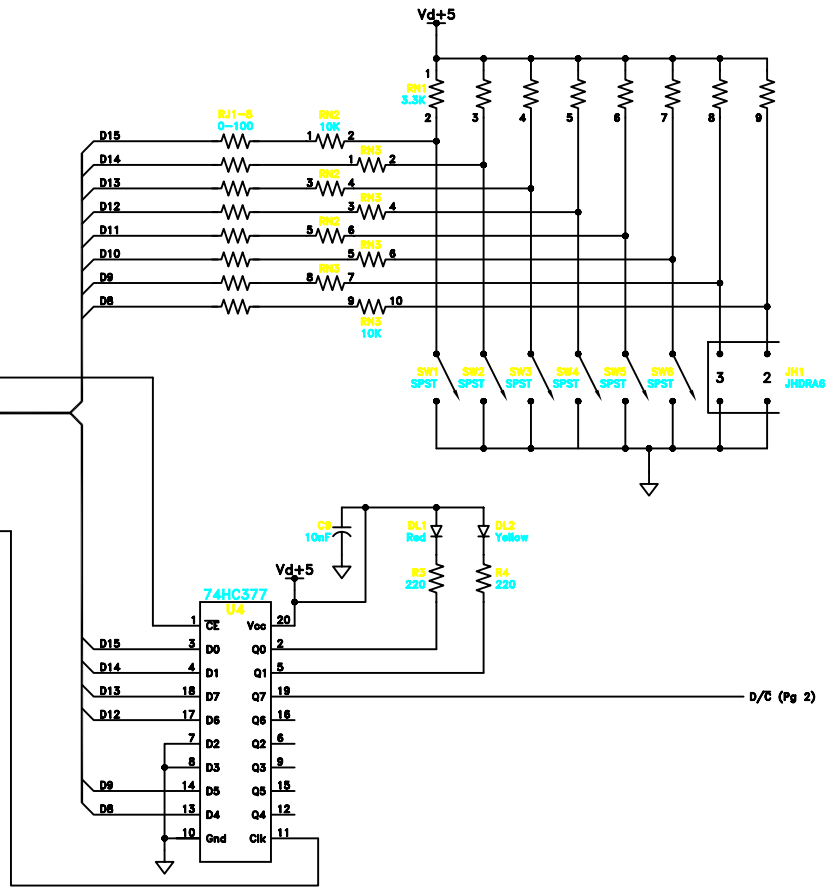 Vd+5
1
RN1
3.3K
2 3 4 5 6 7 8 9
RJ1-8
0-100
RN2
10K
D15 1 2
RN3
D14 1 2
RN2
D13 3 4
RN3
D12 3 4
RN2
D11 5 6
RN3
D10 5 6
RN3
D9 8 7
D8 9 10
RN3
10K
SW1 SW2 SW3 SW4 SW5 SW6
SPST SPST SPST SPST SPST SPST
3 2
JN1
JHDRA6
C9
10nF
DL1
Red
DL2
Yellow
R3
220
R4
220
Vd+5
74HC377
U4
1 CE Vcc 20
D15 3 D0 Q0 2
D14 4 D1 Q1 5
D13 18 D7 Q7 19 D/C (Pg 2)
D12 17 D6 Q6 16
7 D2 Q2 6
8 D3 Q3 9
D9 14 D5 Q5 15
D8 13 D4 Q4 12
10 Gnd Clk 11